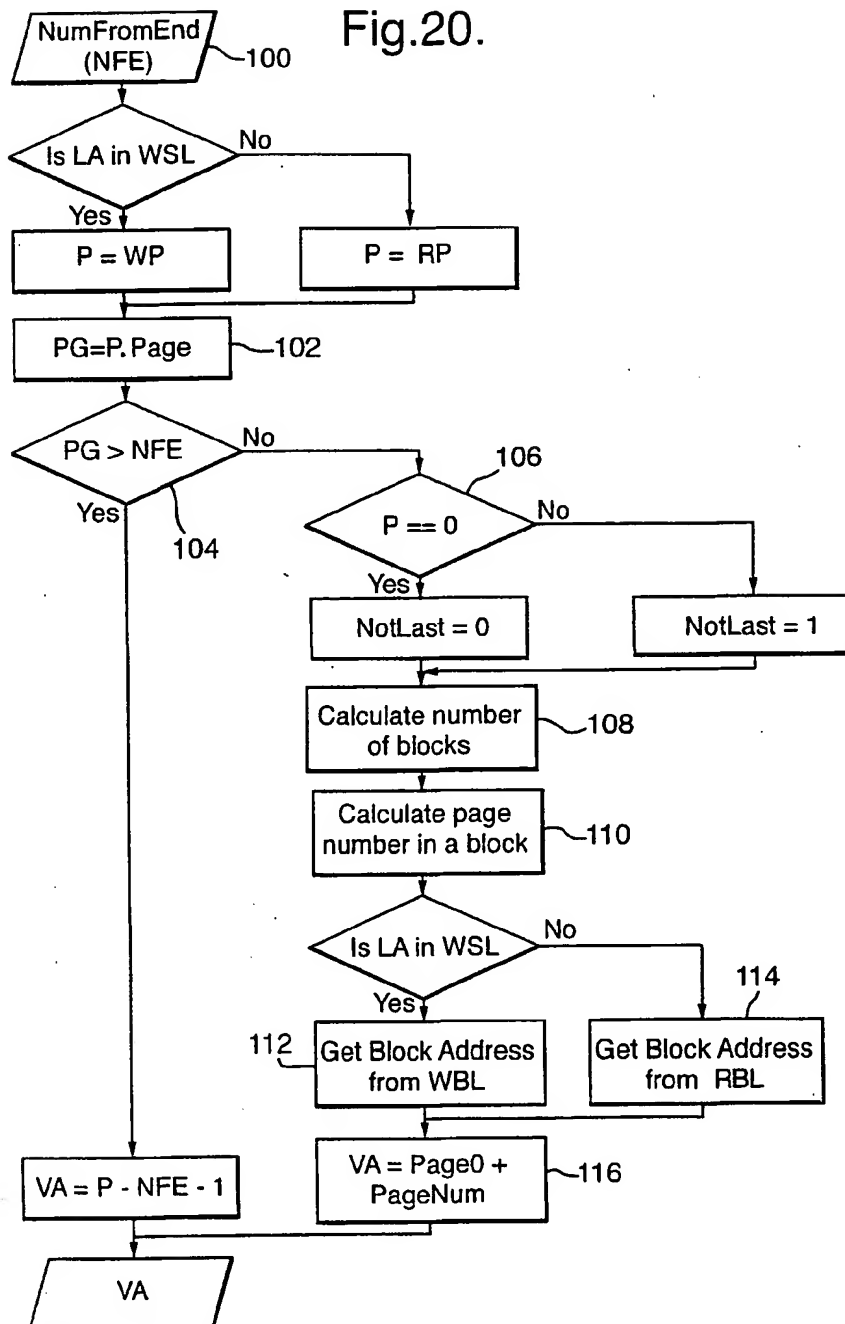 Fig.20.
NumFromEnd
(NFE)
100
Is LA in WSL
No
Yes
P = WP
P = RP
PG=P.Page
102
PG > NFE
No
Yes
104
106
P == 0
No
Yes
NotLast = 0
NotLast = 1
Calculate number
of blocks
108
Calculate page
number in a block
110
Is LA in WSL
No
Yes
114
112
Get Block Address
from WBL
Get Block Address
from RBL
VA = P - NFE - 1
VA = Page0 +
PageNum
116
VA